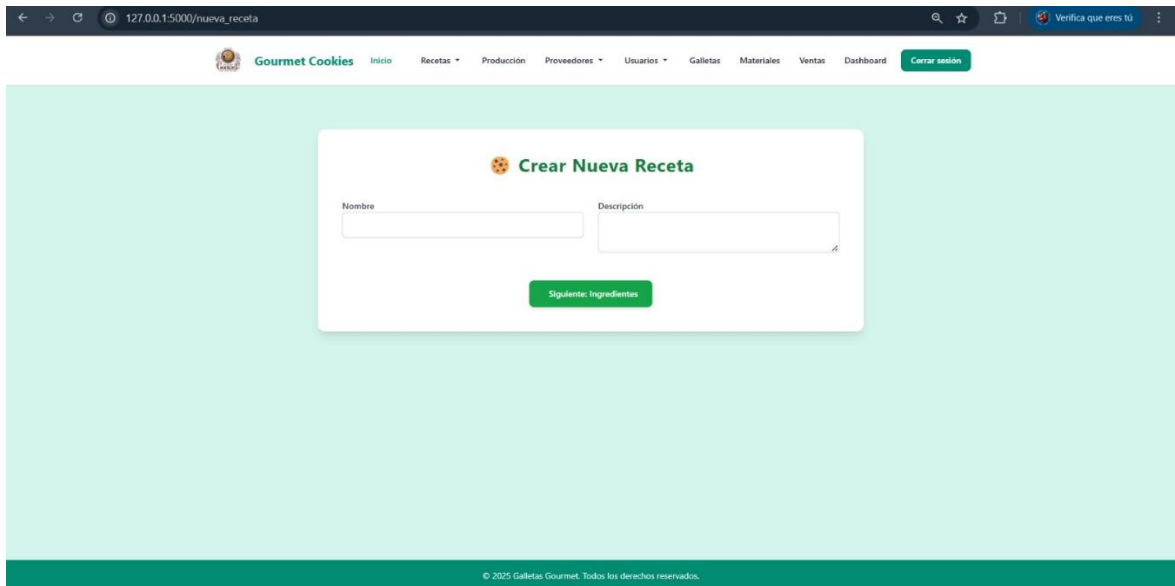 127.0.0.1:5000/nueva_receta
Verifica que eres tú
Gourmet Cookies Inicio Recetas Producción Proveedores Usuarios Galletas Materiales Ventas Dashboard Cerrar sesión
Crear Nueva Receta
Nombre Descripción
Siguiente: Ingredientes
© 2025 Galletas Gourmet. Todos los derechos reservados.